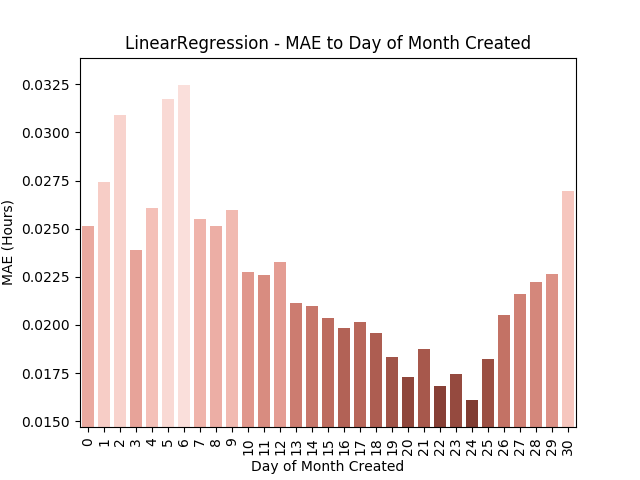 LinearRegression - MAE to Day of Month Created
MAE (Hours)
0.0325
0.0300
0.0275
0.0250
0.0225
0.0200
0.0175
0.0150
0 1 2 3 4 5 6 7 8 9 10 11 12 13 14 15 16 17 18 19 20 21 22 23 24 25 26 27 28 29 30
Day of Month Created